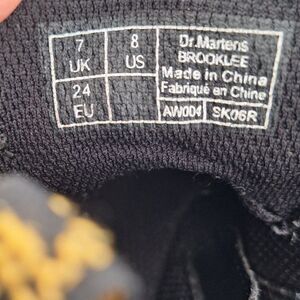 7 UK
8 US
24 EU
Dr.Martens
BROOKLEE
Made in China
Fabriqué en Chine
AW004 SK06R